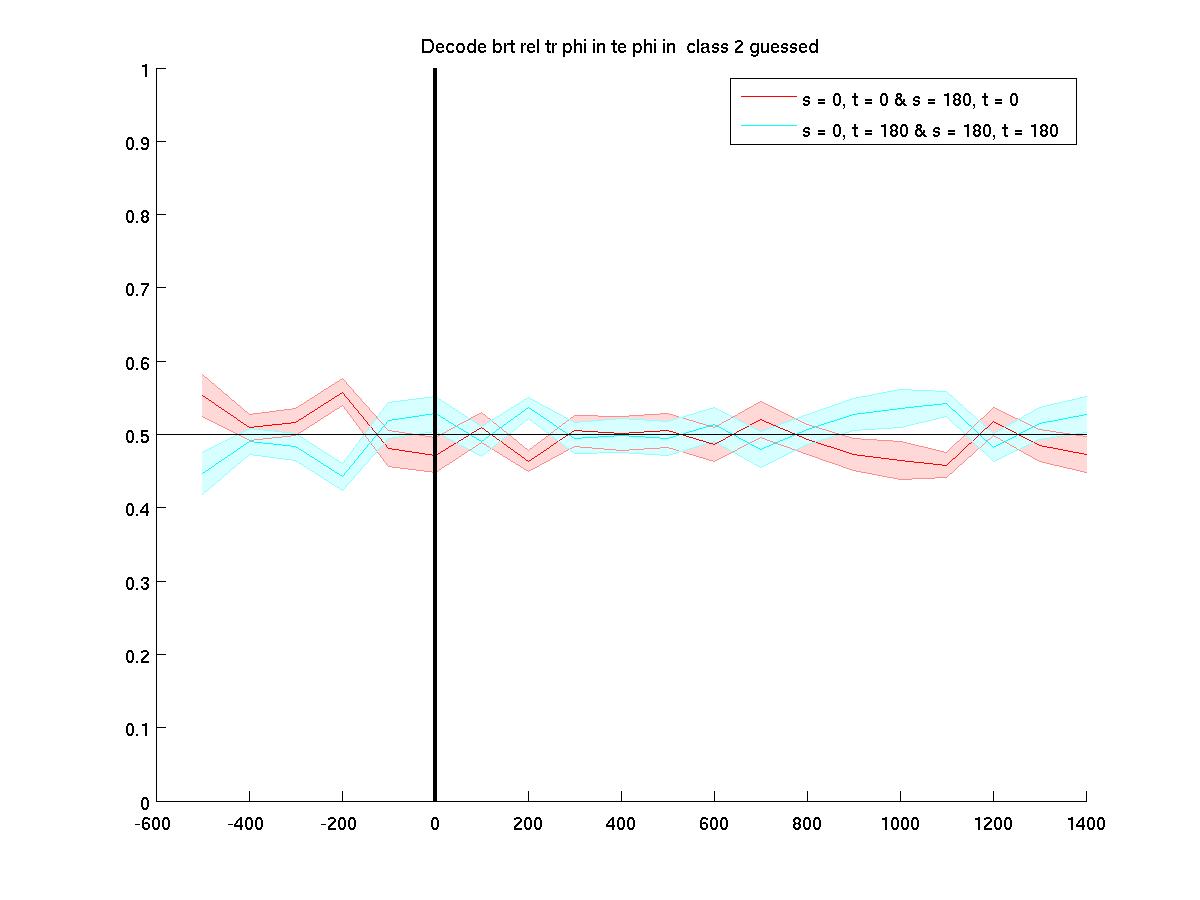 Decode brt rel tr phi in te phi in  class 2 guessed
s = 0, t = 0 & s = 180, t = 0
s = 0, t = 180 & s = 180, t = 180
1
0.9
0.8
0.7
0.6
0.5
0.4
0.3
0.2
0.1
0
-600 -400 -200 0 200 400 600 800 1000 1200 1400